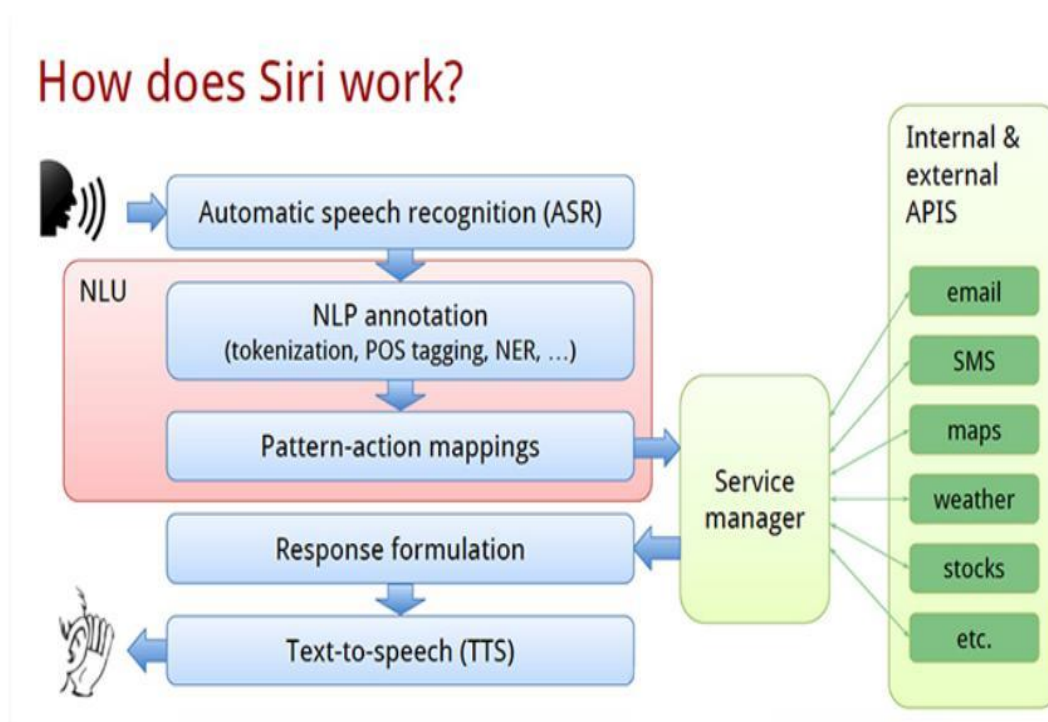 How does Siri work?
Automatic speech recognition (ASR)
NLU
NLP annotation
(tokenization, POS tagging, NER, ...)
Pattern-action mappings
Service
manager
Response formulation
Text-to-speech (TTS)
Internal &
external
APIS
email
SMS
maps
weather
stocks
etc.